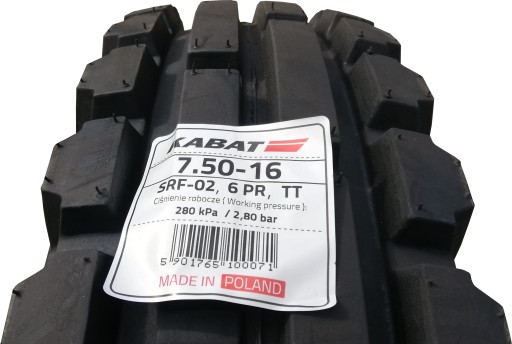 KABAT
7.50-16
SRF-02, 6 PR, TT
Ciśnienie robocze ( Working pressure ):
280 kPa / 2,80 bar
5 901765 100071
MADE IN POLAND